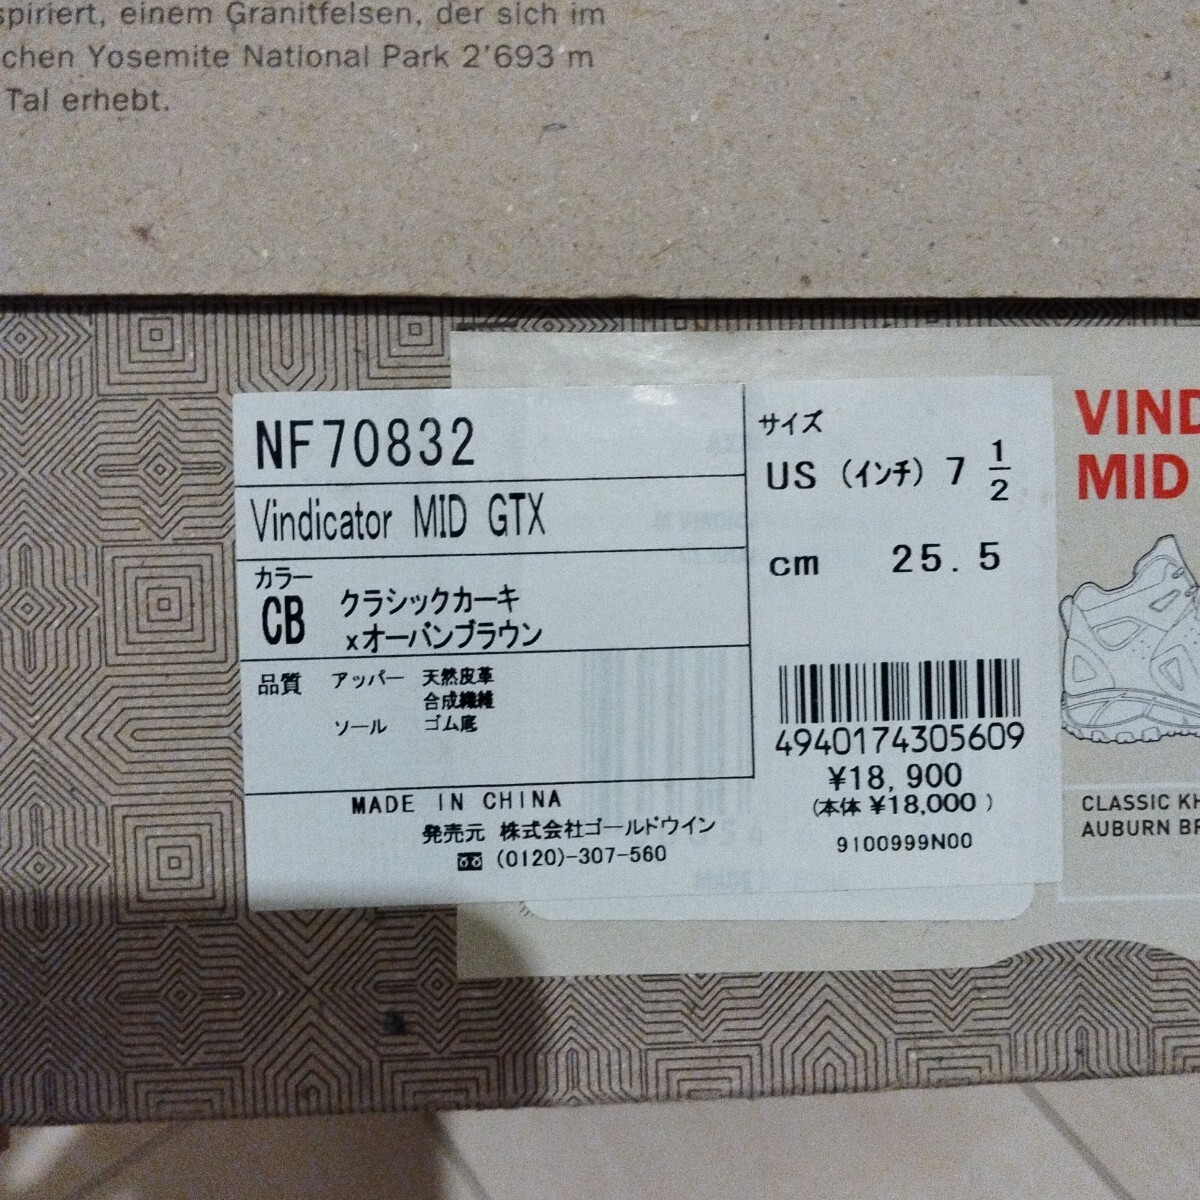 spiriert, einem Granitfelsen, der sich im
chen Yosemite National Park 2'693 m
Tal erhebt.
NF70832
Vindicator MID GTX
カラー
CB クラシックカーキ
xオーバンブラウン
品質 アッパー 天然皮革
合成繊維
ソール ゴム底
MADE IN CHINA
発売元 株式会社ゴールドウイン
(0120)-307-560
サイズ
US (インチ) 7 1/2
cm 25.5
4940174305609
¥18,900
(本体 ¥18,000 )
9100999N00
VIND
MID
CLASSIC KH
AUBURN BR